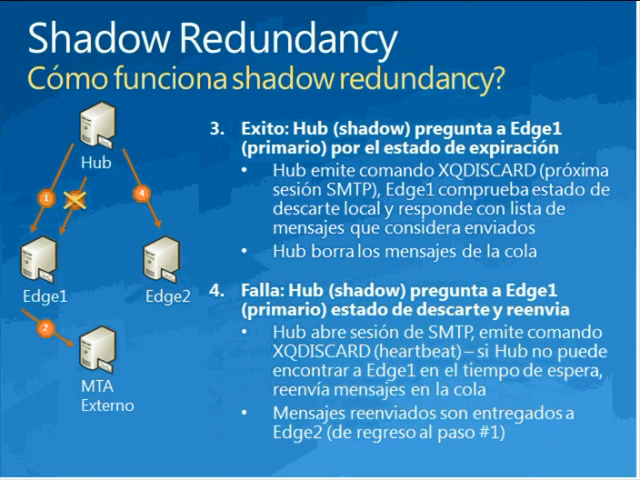 Shadow Redundancy
Cómo funciona shadow redundancy?
Hub
1
4
Edge1
Edge2
2
MTA
Externo
3. Exito: Hub (shadow) pregunta a Edge1
(primario) por el estado de expiración
• Hub emite comando XQDISCARD (próxima
sesión SMTP), Edge1 comprueba estado de
descarte local y responde con lista de
mensajes que considera enviados
• Hub borra los mensajes de la cola
4. Falla: Hub (shadow) pregunta a Edge1
(primario) estado de descarte y reenvia
• Hub abre sesión de SMTP, emite comando
XQDISCARD (heartbeat) – si Hub no puede
encontrar a Edge1 en el tiempo de espera,
reenvía mensajes en la cola
• Mensajes reenviados son entregados a
Edge2 (de regreso al paso #1)